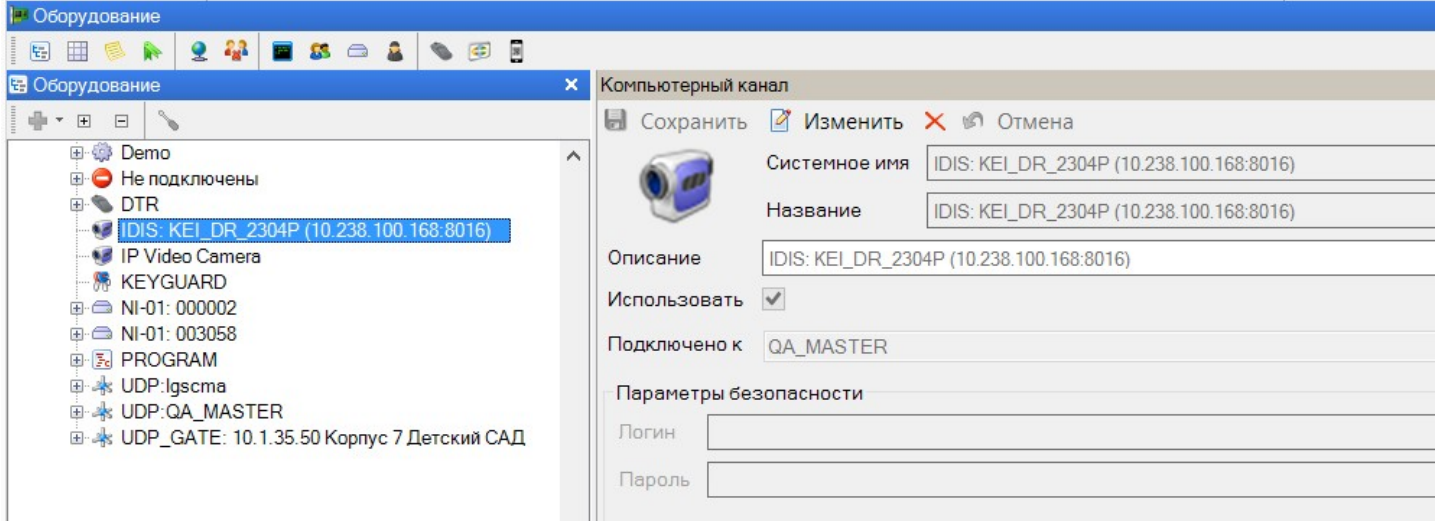 Оборудование
Оборудование
Компьютерный канал
Сохранить Изменить Отмена
Demo
Не подключены
DTR
IDIS: KEI_DR_2304P (10.238.100.168:8016)
IP Video Camera
KEYGUARD
NI-01: 000002
NI-01: 003058
PROGRAM
UDP:lgscma
UDP:QA_MASTER
UDP_GATE: 10.1.35.50 Корпус 7 Детский САД
Системное имя IDIS: KEI_DR_2304P (10.238.100.168:8016)
Название IDIS: KEI_DR_2304P (10.238.100.168:8016)
Описание IDIS: KEI_DR_2304P (10.238.100.168:8016)
Использовать
Подключено к QA_MASTER
Параметры безопасности
Логин
Пароль